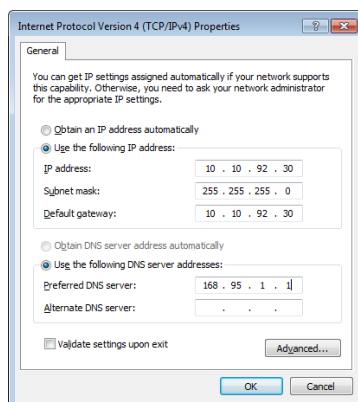 Internet Protocol Version 4 (TCP/IPv4) Properties
General
You can get IP settings assigned automatically if your network supports
this capability. Otherwise, you need to ask your network administrator
for the appropriate IP settings.
Obtain an IP address automatically
Use the following IP address:
IP address: 10 . 10 . 92 . 30
Subnet mask: 255 . 255 . 255 . 0
Default gateway: 10 . 10 . 92 . 30
Obtain DNS server address automatically
Use the following DNS server addresses:
Preferred DNS server: 168 . 95 . 1 . 1
Alternate DNS server: . . .
Validate settings upon exit
Advanced...
OK Cancel